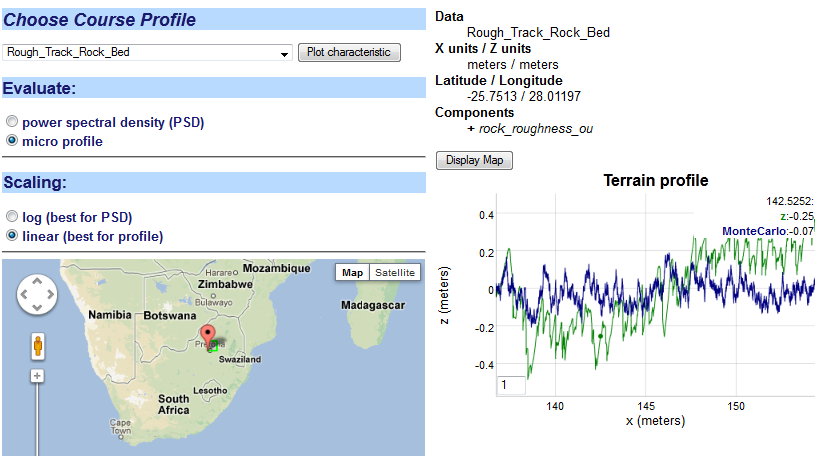 Choose Course Profile
Rough_Track_Rock_Bed
Plot characteristic
Evaluate:
power spectral density (PSD)
micro profile
Scaling:
log (best for PSD)
linear (best for profile)
Map
Satellite
Mozambique
Harare
Zimbabwe
Bulawayo
Madagascar
Namibia
Botswana
Swaziland
Lesotho
South
Africa
Cape
Town
Data
Rough_Track_Rock_Bed
X units / Z units
meters / meters
Latitude / Longitude
-25.7513 / 28.01197
Components
+ rock_roughness_ou
Display Map
Terrain profile
142.5252:
z:-0.25
MonteCarlo:-0.07
0.4
0.2
0
-0.2
-0.4
z (meters)
1
140
145
150
x (meters)